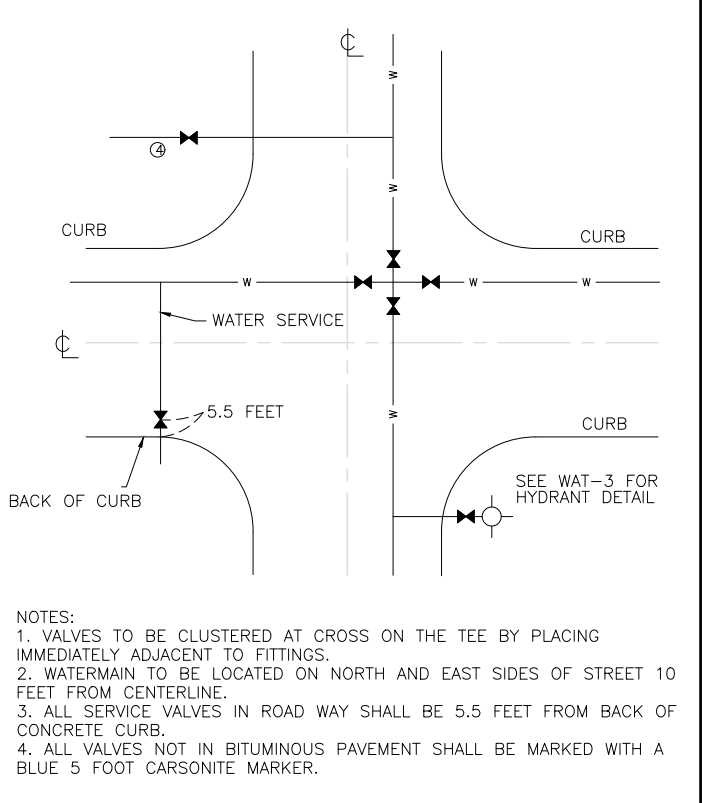 ℄
W
④
W
CURB
CURB
W
W
W
WATER SERVICE
℄
5.5 FEET
W
CURB
SEE WAT-3 FOR
HYDRANT DETAIL
BACK OF CURB
NOTES:
1. VALVES TO BE CLUSTERED AT CROSS ON THE TEE BY PLACING
IMMEDIATELY ADJACENT TO FITTINGS.
2. WATERMAIN TO BE LOCATED ON NORTH AND EAST SIDES OF STREET 10
FEET FROM CENTERLINE.
3. ALL SERVICE VALVES IN ROAD WAY SHALL BE 5.5 FEET FROM BACK OF
CONCRETE CURB.
4. ALL VALVES NOT IN BITUMINOUS PAVEMENT SHALL BE MARKED WITH A
BLUE 5 FOOT CARSONITE MARKER.